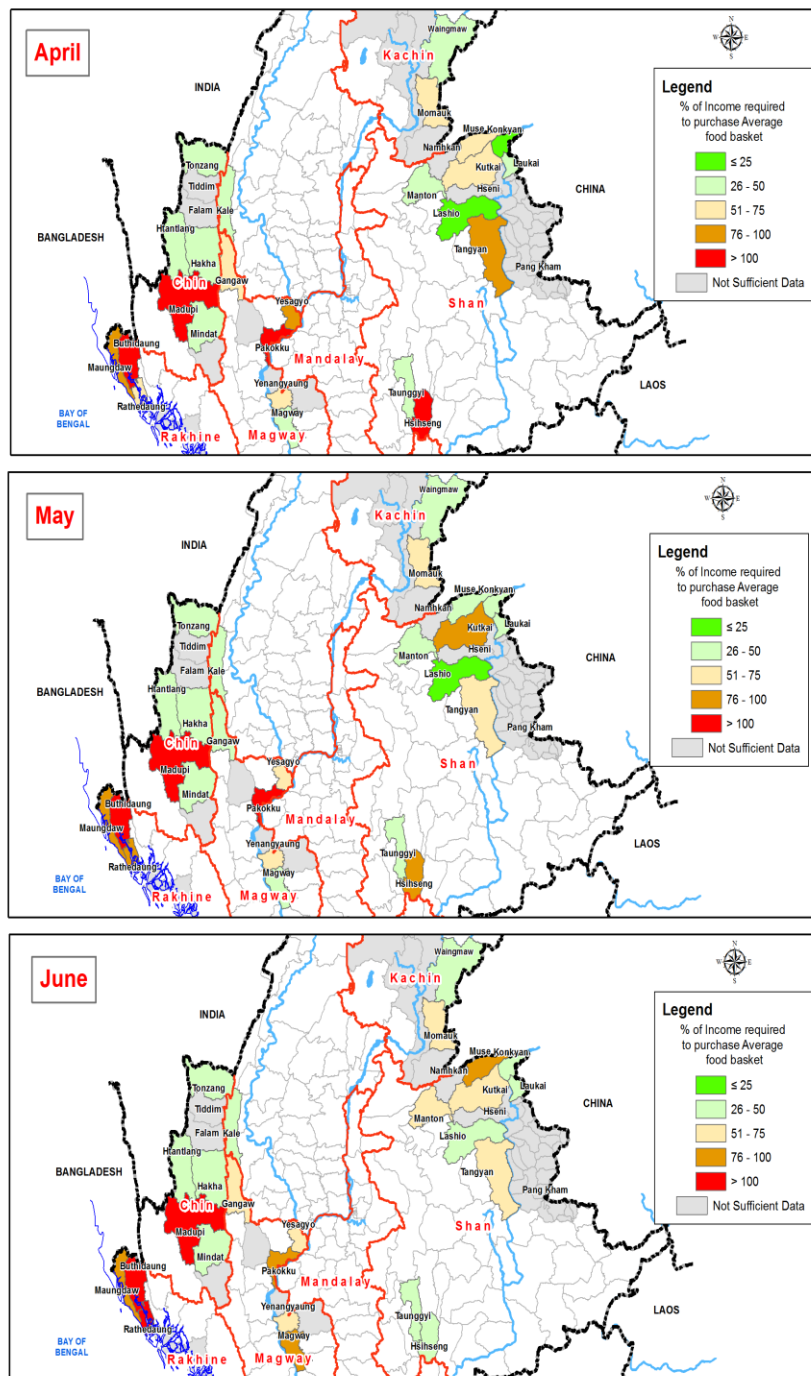 April
INDIA
Kachin
Waingmaw
N
W
E
S
Legend
% of Income required
to purchase Average
food basket
≤ 25
26 - 50
51 - 75
76 - 100
> 100
Not Sufficient Data
Momauk
Muse Konkyan
Namhkan
Kutkai
Laukai
Hseni
Manton
CHINA
Lashio
Tangyan
Pang Kham
Shan
Tonzang
Tiddim
Falam
Kale
Htantlang
BANGLADESH
Hakha
Chin
Gangaw
Madupi
Mindat
Yesagyo
Pakokku
Mandalay
Buthidaung
Maungdaw
Rathedaung
Yenangyaung
Magway
Taunggyi
Hsihseng
LAOS
BAY OF
BENGAL
Rakhine
Magway
May
INDIA
Kachin
Waingmaw
N
W
E
S
Legend
% of Income required
to purchase Average
food basket
≤ 25
26 - 50
51 - 75
76 - 100
> 100
Not Sufficient Data
Momauk
Muse Konkyan
Namhkan
Kutkai
Laukai
Hseni
Manton
CHINA
Lashio
Tangyan
Pang Kham
Shan
Tonzang
Tiddim
Falam
Kale
Htantlang
BANGLADESH
Hakha
Chin
Gangaw
Madupi
Mindat
Yesagyo
Pakokku
Mandalay
Buthidaung
Maungdaw
Rathedaung
Yenangyaung
Magway
Taunggyi
Hsihseng
LAOS
BAY OF
BENGAL
Rakhine
Magway
June
INDIA
Kachin
Waingmaw
N
W
E
S
Legend
% of Income required
to purchase Average
food basket
≤ 25
26 - 50
51 - 75
76 - 100
> 100
Not Sufficient Data
Momauk
Muse Konkyan
Namhkan
Kutkai
Laukai
Hseni
Manton
CHINA
Lashio
Tangyan
Pang Kham
Shan
Tonzang
Tiddim
Falam
Kale
Htantlang
BANGLADESH
Hakha
Chin
Gangaw
Madupi
Mindat
Yesagyo
Pakokku
Mandalay
Buthidaung
Maungdaw
Rathedaung
Yenangyaung
Magway
Taunggyi
Hsihseng
LAOS
BAY OF
BENGAL
Rakhine
Magway